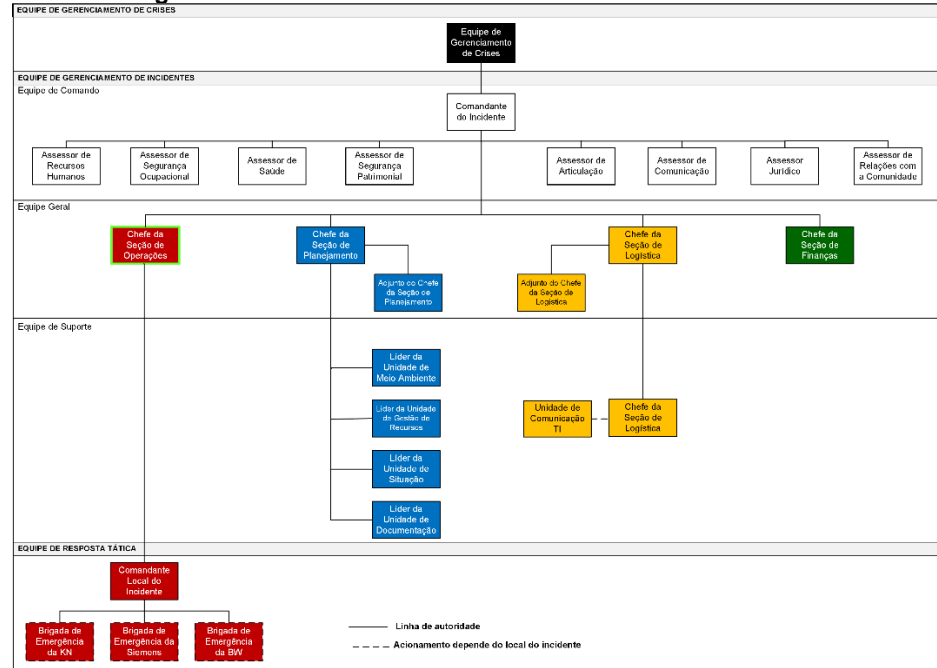 EQUIPE DE GERENCIAMENTO DE CRISES
Equipe de
Gerenciamento
de Crises
EQUIPE DE GERENCIAMENTO DE INCIDENTES
Equipe de Comando
Comandante
do Incidente
Assessor de
Recursos
Humanos
Assessor de
Segurança
Ocupacional
Assessor de
Saúde
Assessor de
Segurança
Patrimonial
Assessor de
Articulação
Assessor de
Comunicação
Assessor
Jurídico
Assessor de
Relações com
a Comunidade
Equipe Geral
Chefe da
Seção de
Operações
Chefe da
Seção de
Planejamento
Chefe da
Seção de
Logística
Chefe da
Seção de
Finanças
Adjunto do Chefe
da Seção de
Planejamento
Adjunto do Chefe
da Seção de
Logística
Equipe de Suporte
Líder da
Unidade de
Meio Ambiente
Líder da Unidade
de Gestão de
Recursos
Unidade de
Comunicação
TI
Chefe da
Seção de
Logística
Líder da
Unidade de
Situação
Líder da
Unidade de
Documentação
EQUIPE DE RESPOSTA TÁTICA
Comandante
Local do
Incidente
Brigada de
Emergência
da KN
Brigada de
Emergência da
Siemens
Brigada de
Emergência
da BW
Linha de autoridade
Acionamento depende do local do incidente